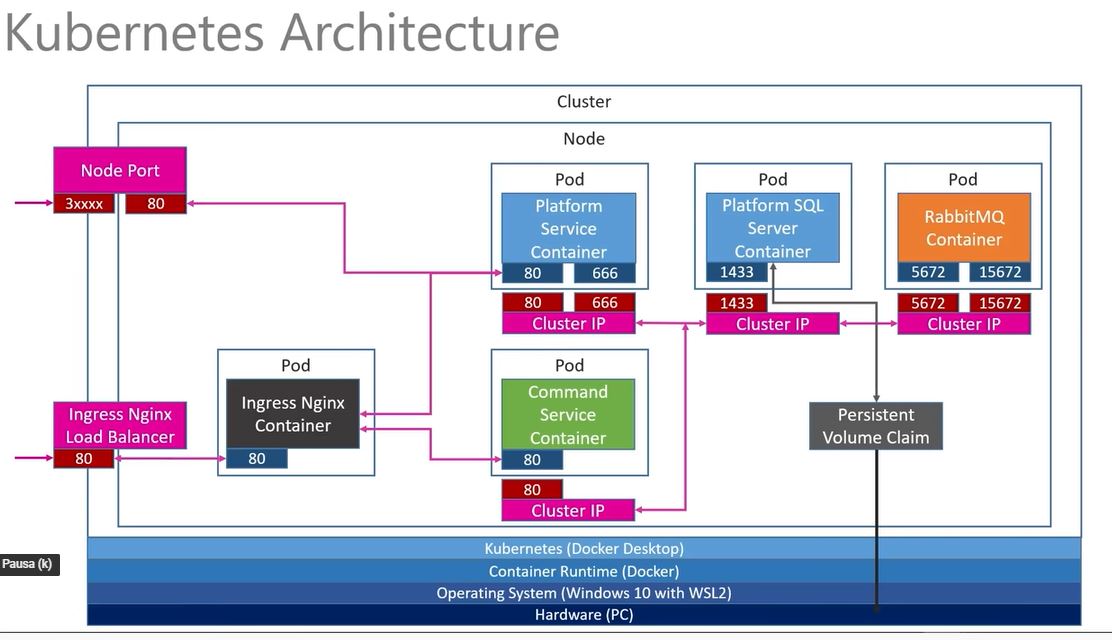 Kubernetes Architecture
Cluster
Node
Node Port
3xxxx 80
Pod
Platform
Service
Container
80 666
80 666
Cluster IP
Pod
Platform SQL
Server
Container
1433
1433
Cluster IP
Pod
RabbitMQ
Container
5672 15672
5672 15672
Cluster IP
Ingress Nginx
Load Balancer
80
Pod
Ingress Nginx
Container
80
Pod
Command
Service
Container
80
80
Cluster IP
Persistent
Volume Claim
Kubernetes (Docker Desktop)
Container Runtime (Docker)
Operating System (Windows 10 with WSL2)
Hardware (PC)
Pausa (k)